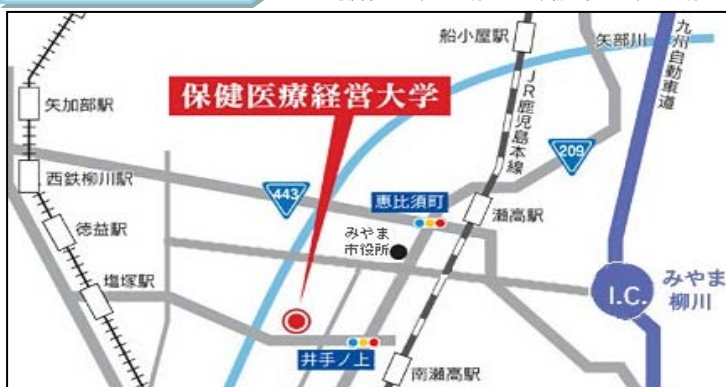 船小屋駅
矢部川
九州自動車道
矢加部駅
保健医療経営大学
JR鹿児島本線
209
西鉄柳川駅
443
恵比須町
瀬高駅
徳益駅
みやま
市役所
塩塚駅
I.C.
みやま
柳川
井手ノ上
南瀬高駅